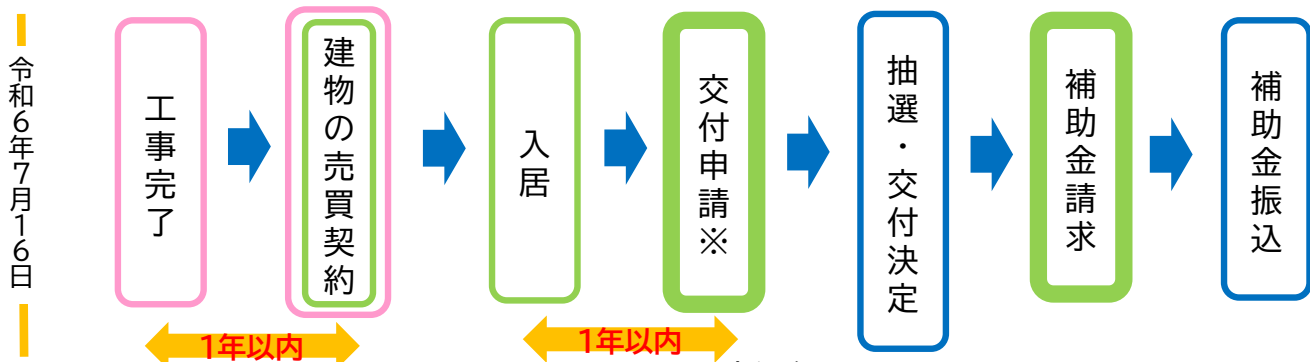 令和6年7月16日
工事完了
建物の売買契約
入居
交付申請※
抽選・交付決定
補助金請求
補助金振込
1年以内
1年以内